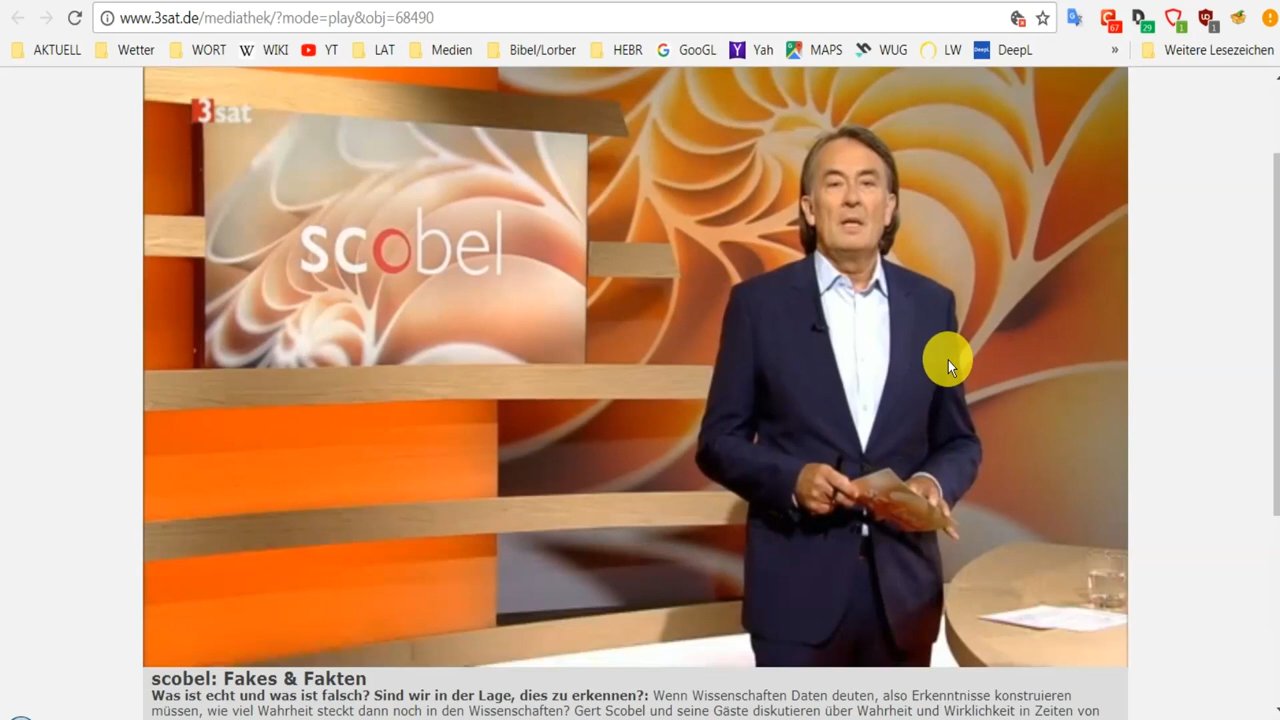 www.3sat.de/mediathek/?mode=play&obj=68490
67 29 1 1
AKTUELL Wetter WORT WIKI YT LAT Medien Bibel/Lorber HEBR GooGL Yah MAPS WUG LW DeepL » Weitere Lesezeichen
3sat
scobel
scobel: Fakes & Fakten
Was ist echt und was ist falsch? Sind wir in der Lage, dies zu erkennen?: Wenn Wissenschaften Daten deuten, also Erkenntnisse konstruieren
müssen, wie viel Wahrheit steckt dann noch in den Wissenschaften? Gert Scobel und seine Gäste diskutieren über Wahrheit und Wirklichkeit in Zeiten von